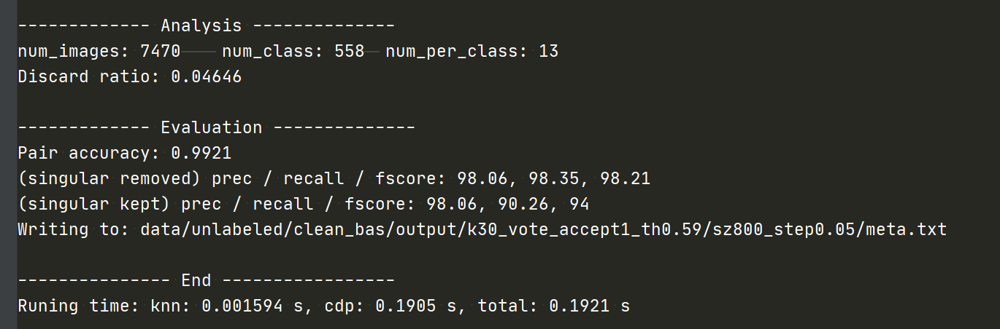 ------------- Analysis --------------
num_images: 7470 num_class: 558 num_per_class: 13
Discard ratio: 0.04646
------------- Evaluation --------------
Pair accuracy: 0.9921
(singular removed) prec / recall / fscore: 98.06, 98.35, 98.21
(singular kept) prec / recall / fscore: 98.06, 90.26, 94
Writing to: data/unlabeled/clean_bas/output/k30_vote_accept1_th0.59/sz800_step0.05/meta.txt
--------------- End -----------------
Runing time: knn: 0.001594 s, cdp: 0.1905 s, total: 0.1921 s